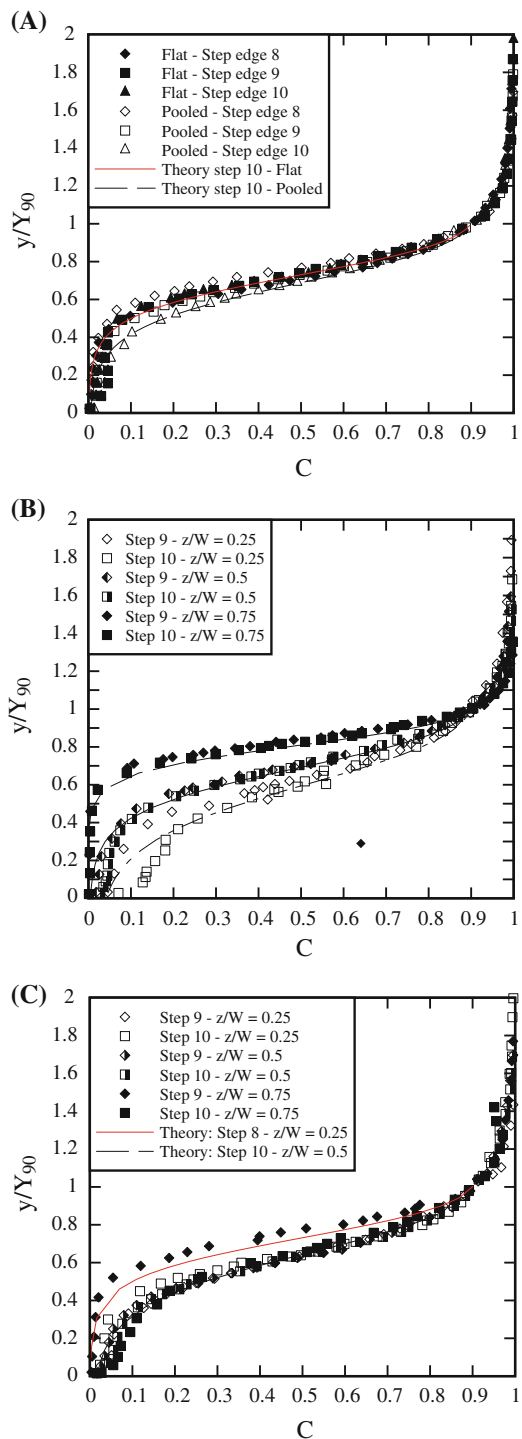 (A)
2
1.8
1.6
1.4
1.2
1
0.8
0.6
0.4
0.2
0
y/Y90
Flat - Step edge 8
Flat - Step edge 9
Flat - Step edge 10
Pooled - Step edge 8
Pooled - Step edge 9
Pooled - Step edge 10
Theory step 10 - Flat
Theory step 10 - Pooled
0 0.1 0.2 0.3 0.4 0.5 0.6 0.7 0.8 0.9 1
C
(B)
2
1.8
1.6
1.4
1.2
1
0.8
0.6
0.4
0.2
0
y/Y90
Step 9 - z/W = 0.25
Step 10 - z/W = 0.25
Step 9 - z/W = 0.5
Step 10 - z/W = 0.5
Step 9 - z/W = 0.75
Step 10 - z/W = 0.75
0 0.1 0.2 0.3 0.4 0.5 0.6 0.7 0.8 0.9 1
C
(C)
2
1.8
1.6
1.4
1.2
1
0.8
0.6
0.4
0.2
0
y/Y90
Step 9 - z/W = 0.25
Step 10 - z/W = 0.25
Step 9 - z/W = 0.5
Step 10 - z/W = 0.5
Step 9 - z/W = 0.75
Step 10 - z/W = 0.75
Theory: Step 8 - z/W = 0.25
Theory: Step 10 - z/W = 0.5
0 0.1 0.2 0.3 0.4 0.5 0.6 0.7 0.8 0.9 1
C